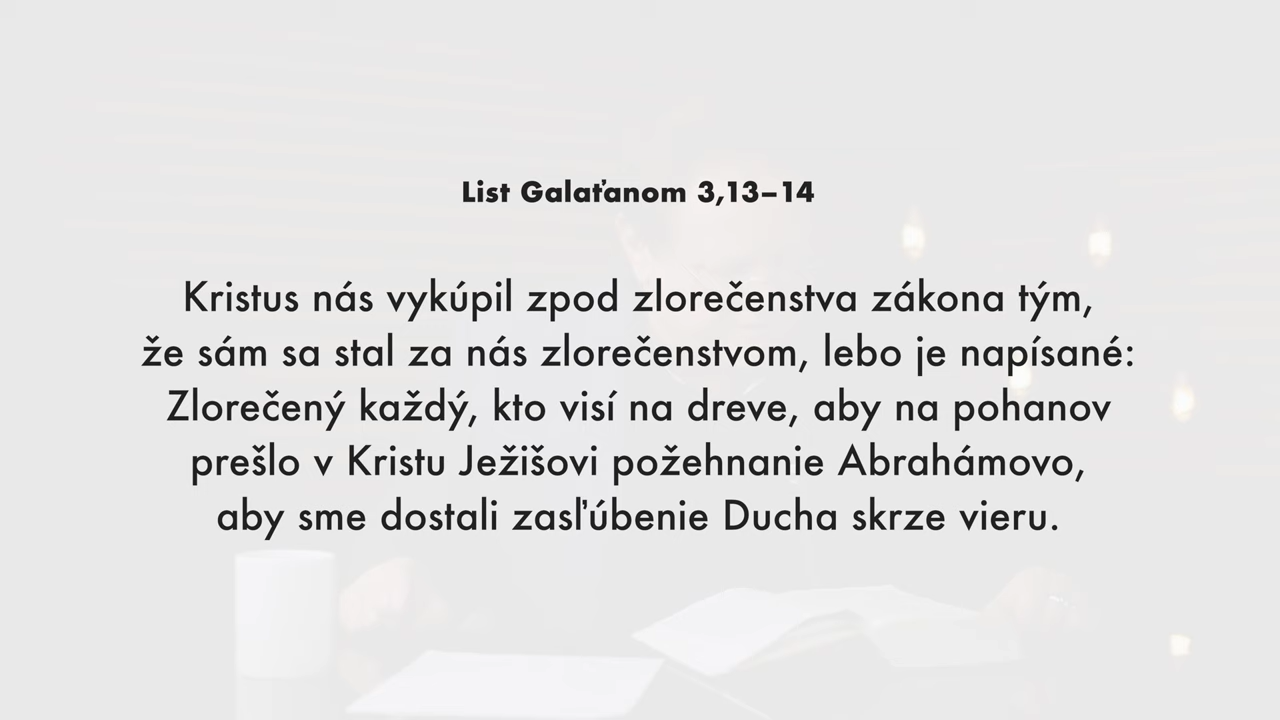 List Galaťanom 3,13–14
Kristus nás vykúpil zpod zlorečenstva zákona tým,
že sám sa stal za nás zlorečenstvom, lebo je napísané:
Zlorečený každý, kto visí na dreve, aby na pohanov
prešlo v Kristu Ježišovi požehnanie Abrahámovo,
aby sme dostali zasľúbenie Ducha skrze vieru.